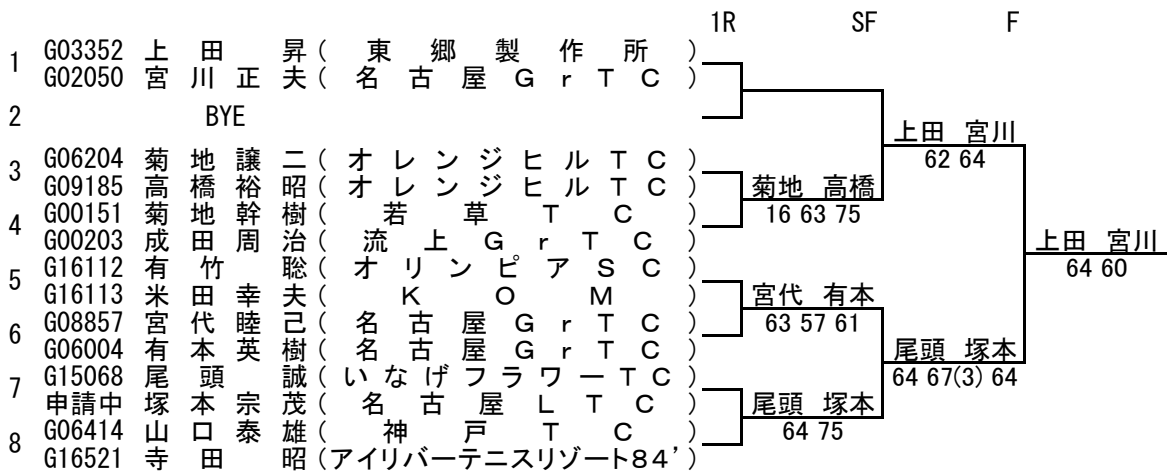 1R SF F
1 G03352 上田 昇(東郷製作所)
G02050 宮川正夫(名古屋GrTC)
2 BYE
上田 宮川
62 64
3 G06204 菊地譲二(オレンジヒルTC)
G09185 高橋裕昭(オレンジヒルTC)
菊地 高橋
16 63 75
4 G00151 菊地幹樹(若草TC)
G00203 成田周治(流上GrTC)
上田 宮川
64 60
5 G16112 有竹 聡(オリンピアSC)
G16113 米田幸夫(KOM)
宮代 有本
63 57 61
6 G08857 宮代睦己(名古屋GrTC)
G06004 有本英樹(名古屋GrTC)
尾頭 塚本
64 67(3) 64
7 G15068 尾頭 誠(いなげフラワーTC)
申請中 塚本宗茂(名古屋LTC)
尾頭 塚本
64 75
8 G06414 山口泰雄(神戸TC)
G16521 寺田 昭(アイリバーテニスリゾート84')